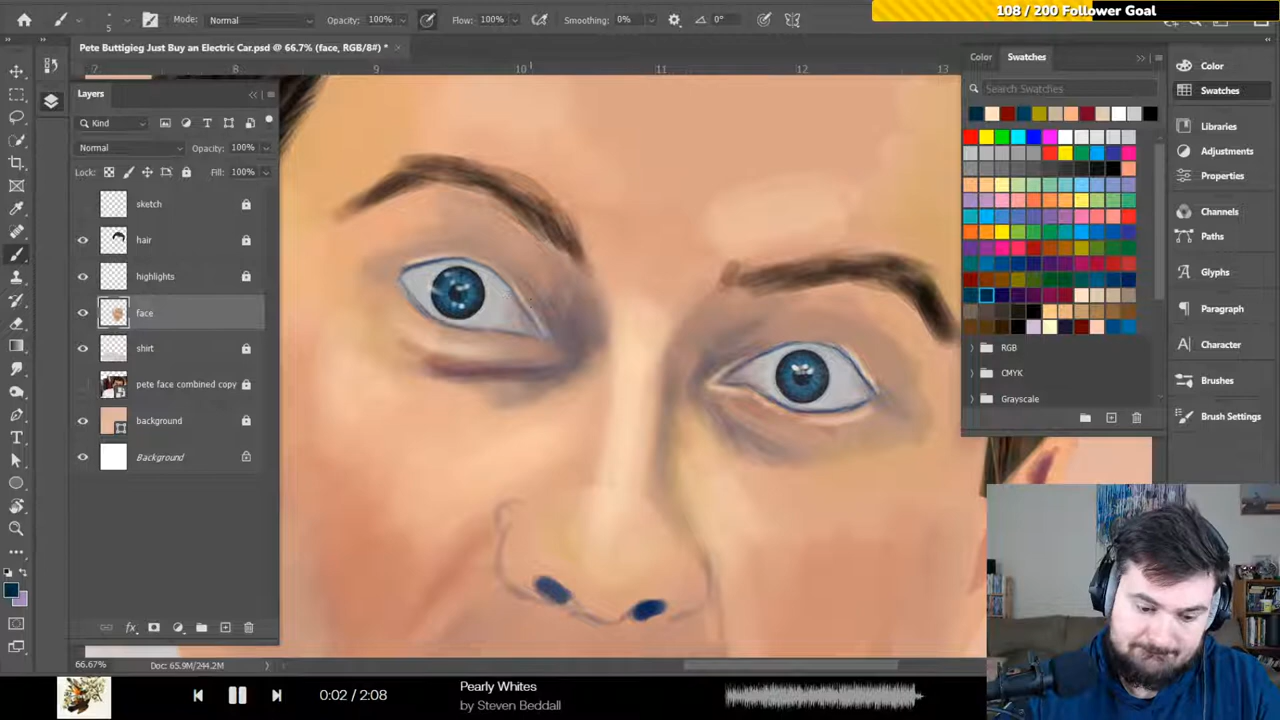 108 / 200 Follower Goal
5
Mode: Normal
Opacity: 100%
Flow: 100%
Smoothing: 0%
0°
Pete Buttigieg Just Buy an Electric Car.psd @ 66.7% (face, RGB/8#) *
7 8 9 10 11 12 13
Layers
Kind
Normal
Opacity: 100%
Lock:
Fill: 100%
sketch
hair
highlights
face
shirt
pete face combined copy
background
Background
fx
66.67%
Doc: 65.9M/244.2M
Color
Swatches
Search Swatches
RGB
CMYK
Grayscale
Color
Swatches
Libraries
Adjustments
Properties
Channels
Paths
Glyphs
Paragraph
Character
Brushes
Brush Settings
0:02 / 2:08
Pearly Whites
by Steven Beddall